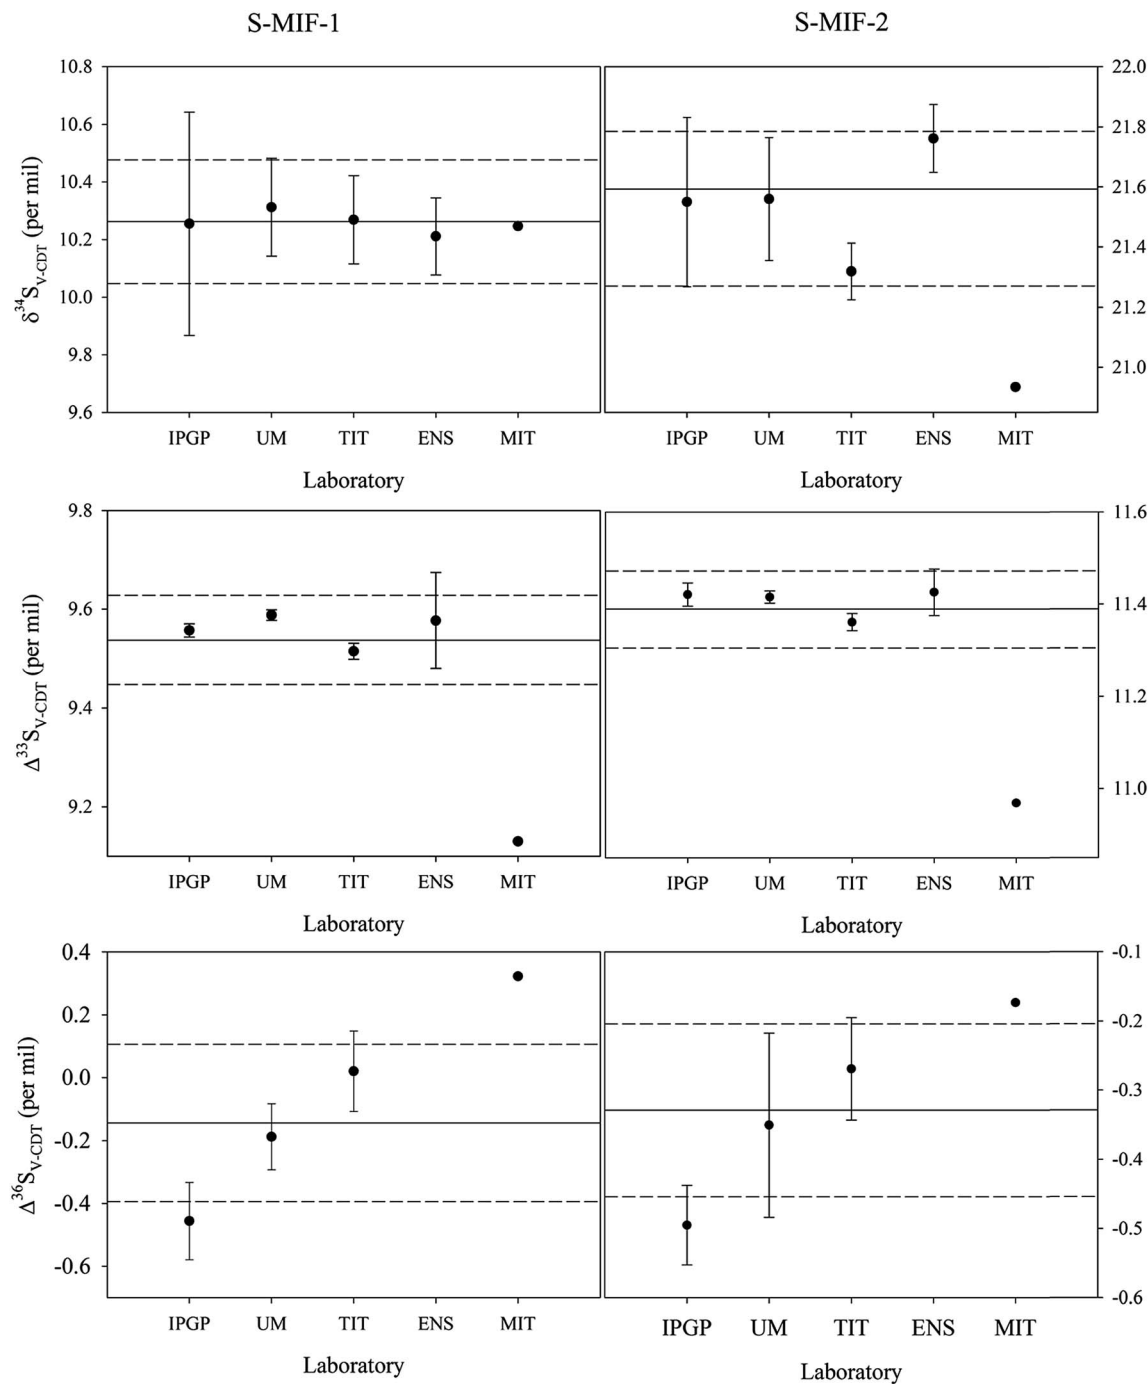 S-MIF-1
S-MIF-2
δ³⁴S_V-CDT (per mil)
10.8
10.6
10.4
10.2
10.0
9.8
9.6
22.0
21.8
21.6
21.4
21.2
21.0
IPGP UM TIT ENS MIT
Laboratory
IPGP UM TIT ENS MIT
Laboratory
Δ³³S_V-CDT (per mil)
9.8
9.6
9.4
9.2
11.6
11.4
11.2
11.0
IPGP UM TIT ENS MIT
Laboratory
IPGP UM TIT ENS MIT
Laboratory
Δ³⁶S_V-CDT (per mil)
0.4
0.2
0.0
-0.2
-0.4
-0.6
-0.1
-0.2
-0.3
-0.4
-0.5
-0.6
IPGP UM TIT ENS MIT
Laboratory
IPGP UM TIT ENS MIT
Laboratory